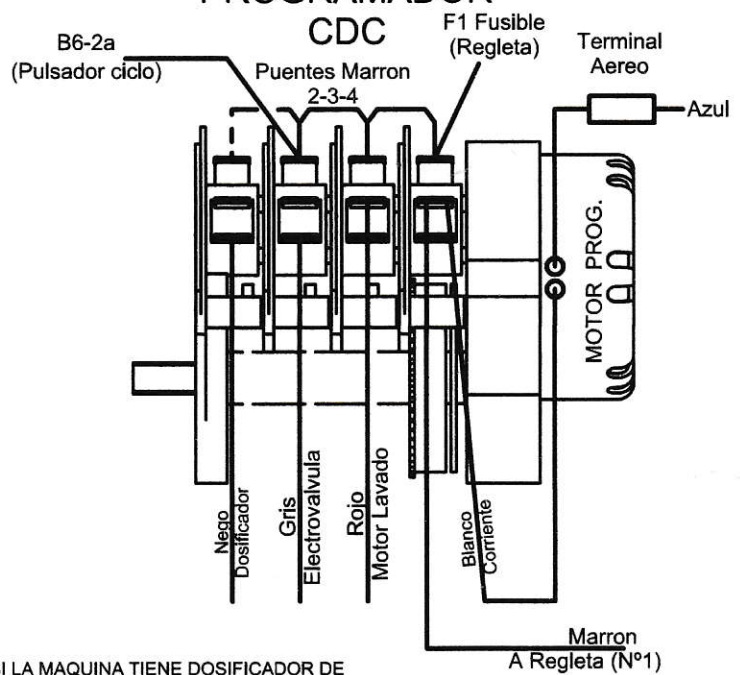 PROGRAMADOR
CDC
B6-2a
(Pulsador ciclo)
F1 Fusible
(Regleta)
Terminal
Aereo
Puentes Marron
2-3-4
Azul
MOTOR PROG.
Nego
Dosificador
Gris
Electrovalvula
Rojo
Motor Lavado
Blanco
Corriente
Marron
A Regleta (Nº1)
SI LA MAQUINA TIENE DOSIFICADOR DE